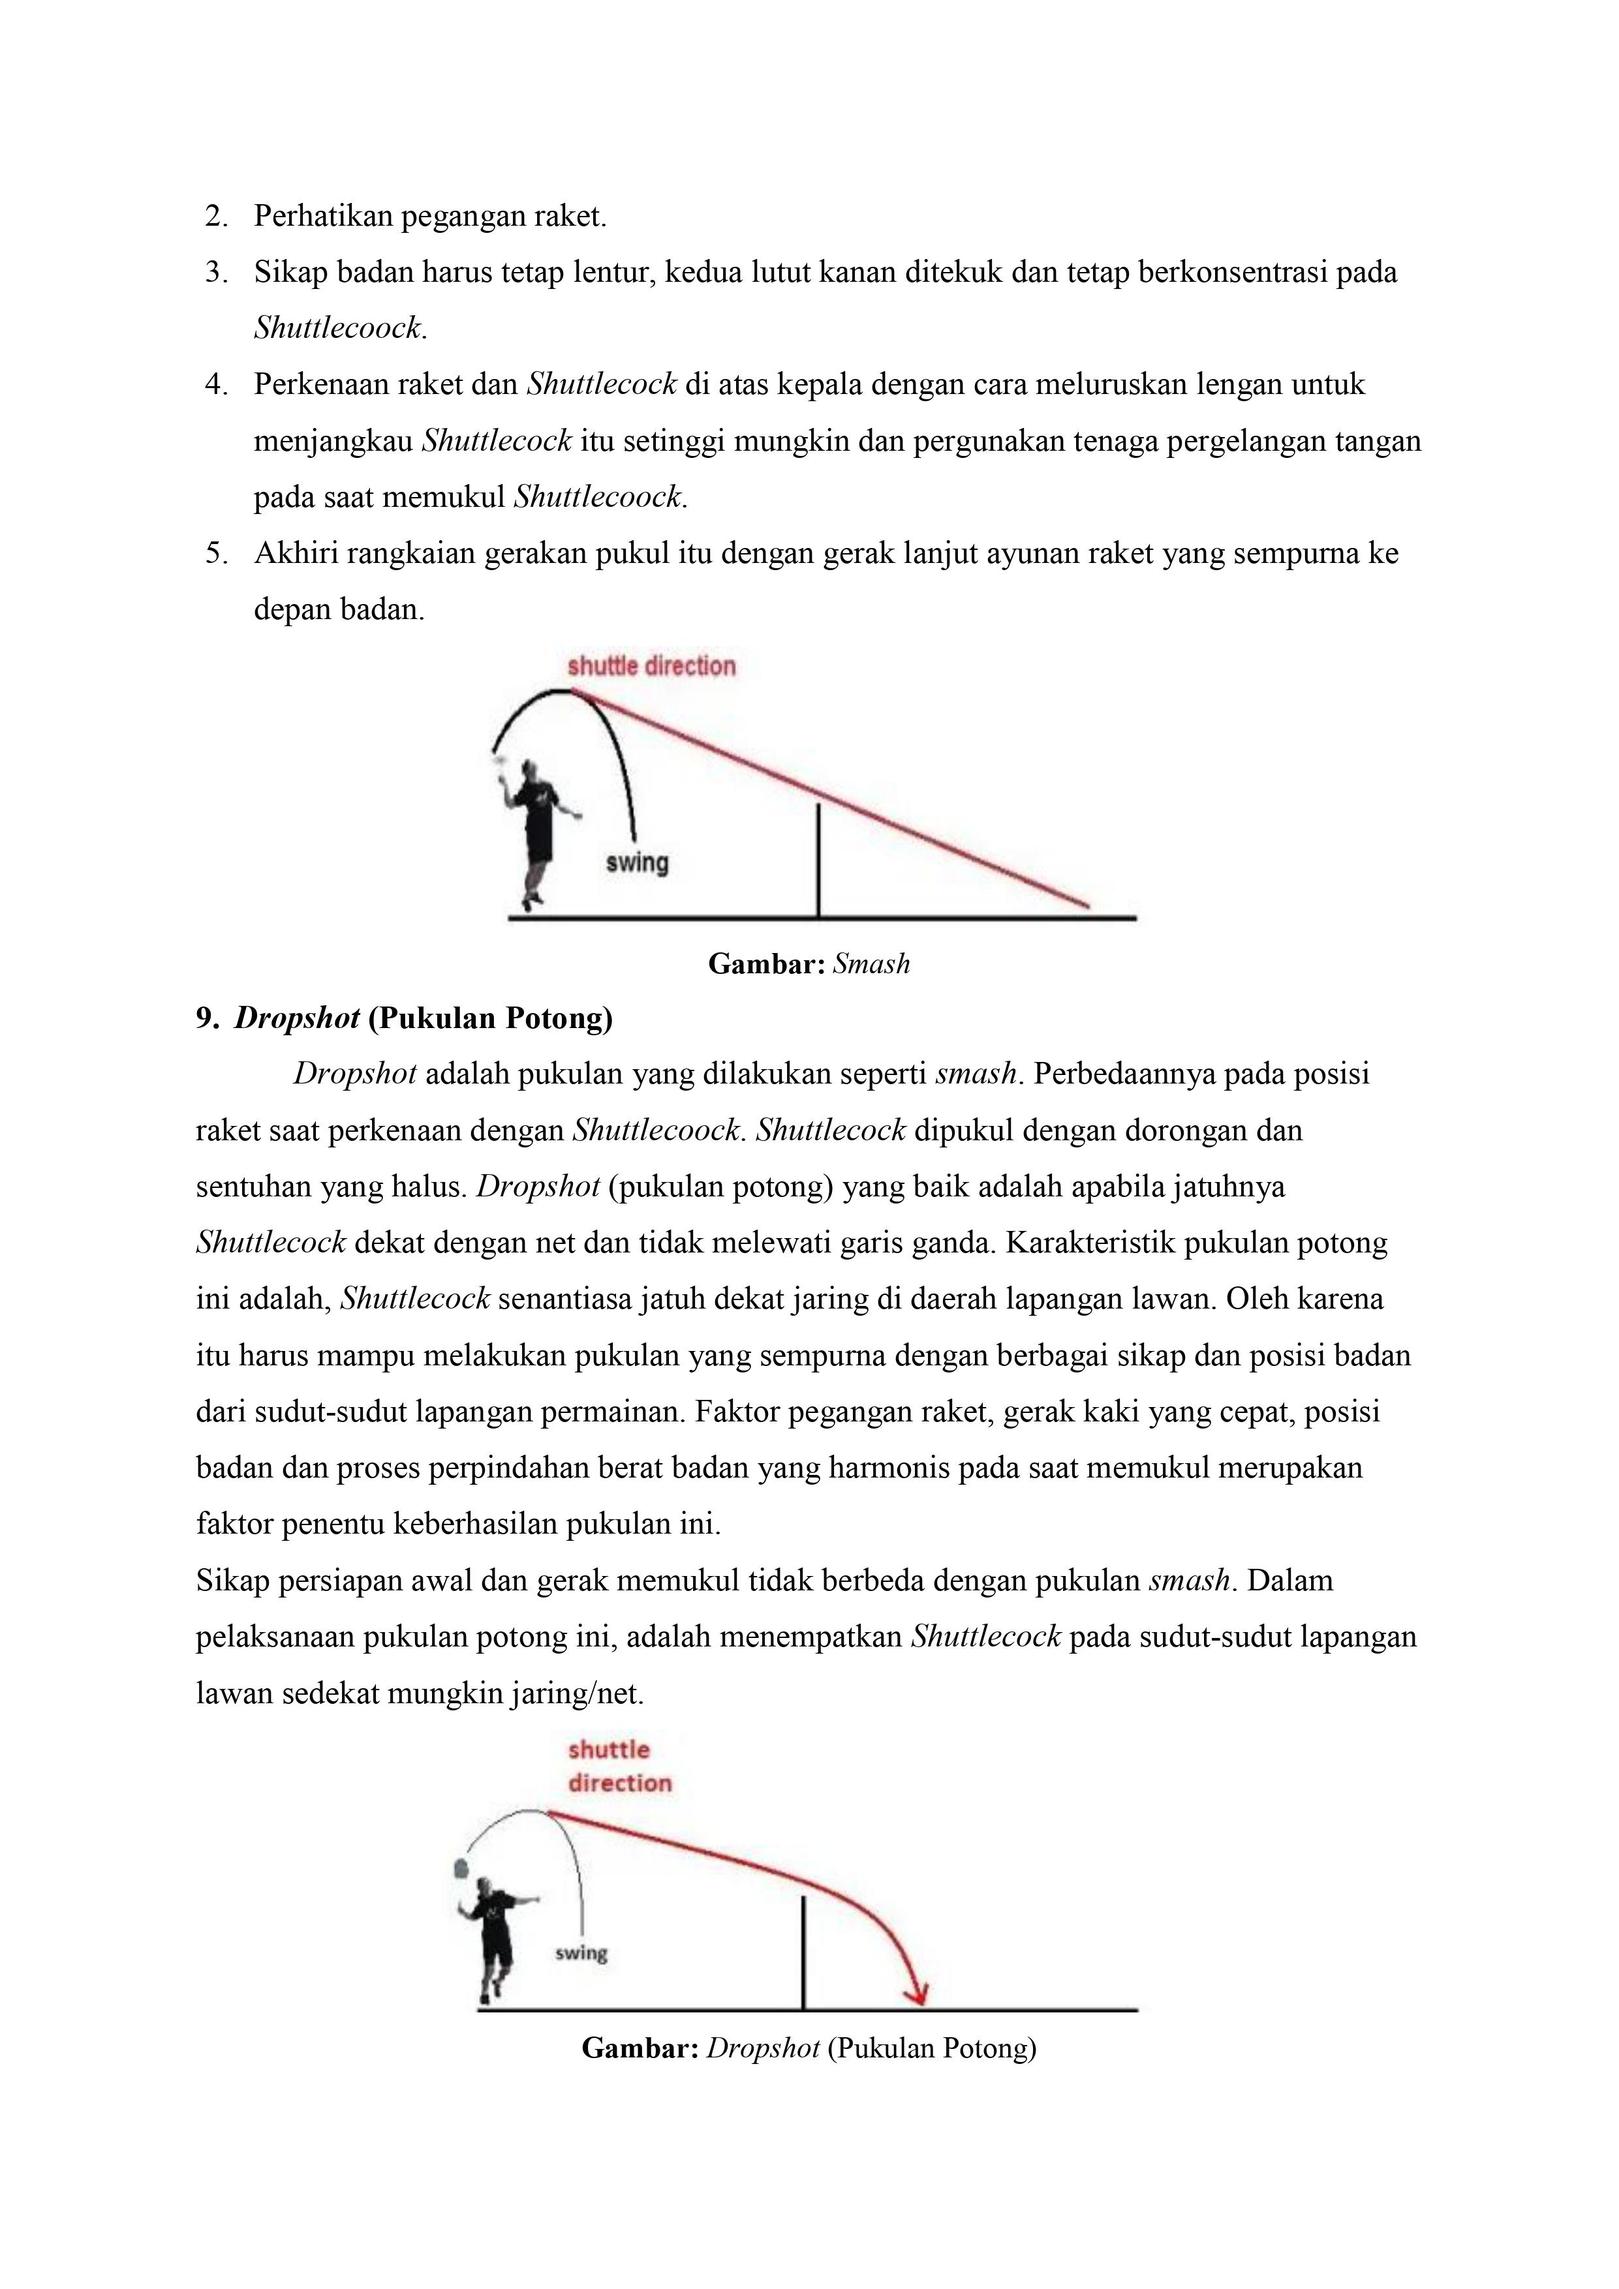 2. Perhatikan pegangan raket.
3. Sikap badan harus tetap lentur, kedua lutut kanan ditekuk dan tetap berkonsentrasi pada
Shuttlecoock.
4. Perkenaan raket dan Shuttlecock di atas kepala dengan cara meluruskan lengan untuk
menjangkau Shuttlecock itu setinggi mungkin dan pergunakan tenaga pergelangan tangan
pada saat memukul Shuttlecoock.
5. Akhiri rangkaian gerakan pukul itu dengan gerak lanjut ayunan raket yang sempurna ke
depan badan.
shuttle direction
swing
Gambar: Smash
9. Dropshot (Pukulan Potong)
Dropshot adalah pukulan yang dilakukan seperti smash. Perbedaannya pada posisi
raket saat perkenaan dengan Shuttlecoock. Shuttlecock dipukul dengan dorongan dan
sentuhan yang halus. Dropshot (pukulan potong) yang baik adalah apabila jatuhnya
Shuttlecock dekat dengan net dan tidak melewati garis ganda. Karakteristik pukulan potong
ini adalah, Shuttlecock senantiasa jatuh dekat jaring di daerah lapangan lawan. Oleh karena
itu harus mampu melakukan pukulan yang sempurna dengan berbagai sikap dan posisi badan
dari sudut-sudut lapangan permainan. Faktor pegangan raket, gerak kaki yang cepat, posisi
badan dan proses perpindahan berat badan yang harmonis pada saat memukul merupakan
faktor penentu keberhasilan pukulan ini.
Sikap persiapan awal dan gerak memukul tidak berbeda dengan pukulan smash. Dalam
pelaksanaan pukulan potong ini, adalah menempatkan Shuttlecock pada sudut-sudut lapangan
lawan sedekat mungkin jaring/net.
shuttle
direction
swing
Gambar: Dropshot (Pukulan Potong)